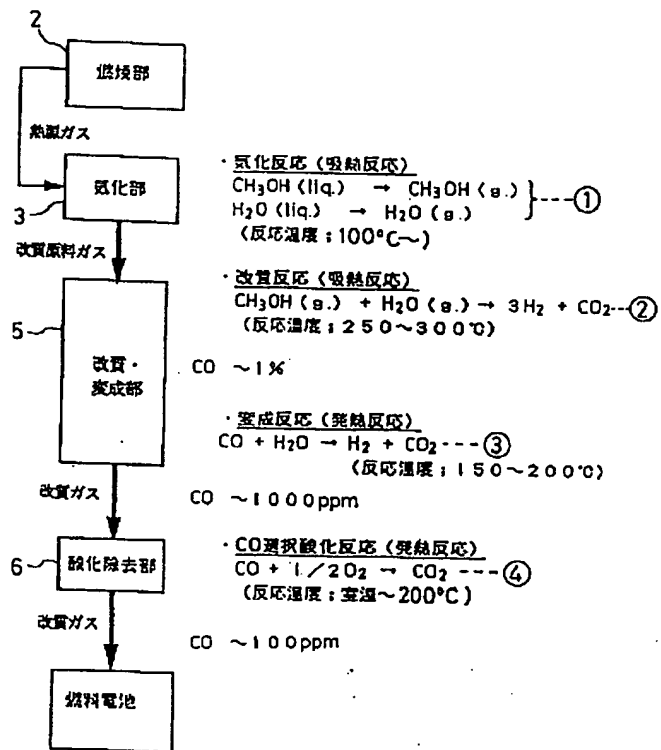 2
燃焼部
熱源ガス
気化部
3
・気化反応(吸熱反応)
CH3OH (liq.) → CH3OH (g.)
H2O (liq.) → H2O (g.)
---①
(反応温度;100°C~)
改質原料ガス
・改質反応(吸熱反応)
CH3OH (g.) + H2O (g.) → 3H2 + CO2---②
(反応温度;250~300℃)
5
改質・
変成部
CO ~1%
・変成反応(発熱反応)
CO + H2O → H2 + CO2 ---③
(反応温度;150~200℃)
改質ガス
CO ~1000ppm
6
酸化除去部
・CO選択酸化反応(発熱反応)
CO + 1/2O2 → CO2 ---④
(反応温度;室温~200°C)
改質ガス
CO ~100ppm
燃料電池